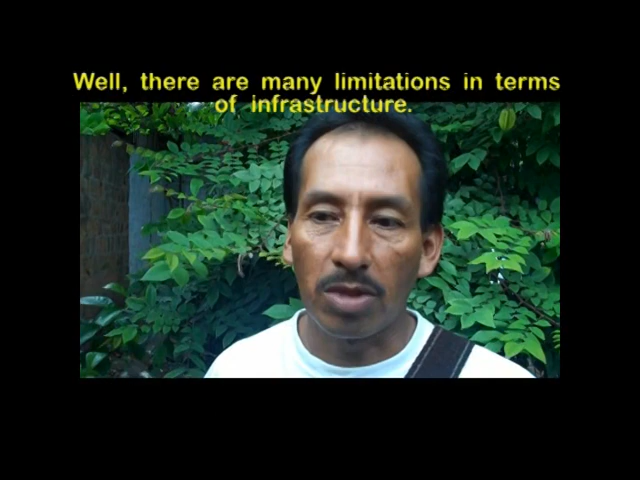 Well, there are many limitations in terms
of infrastructure.